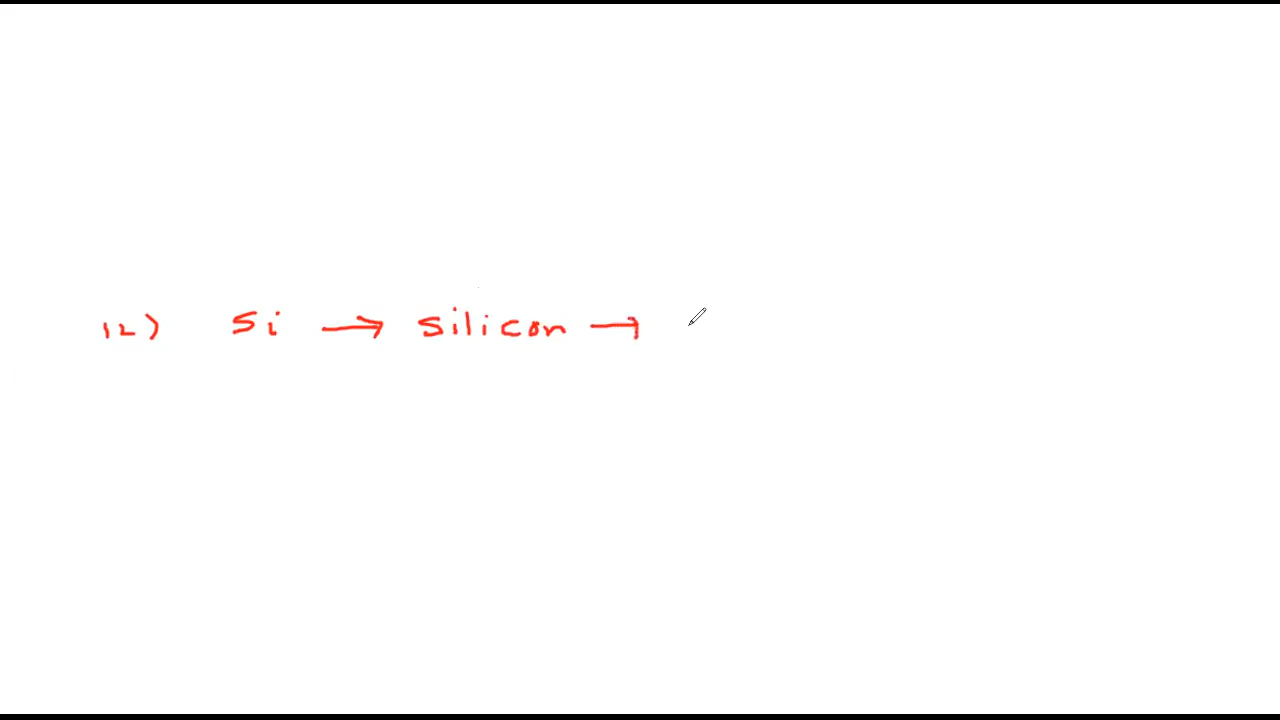 12) Si → silicon →